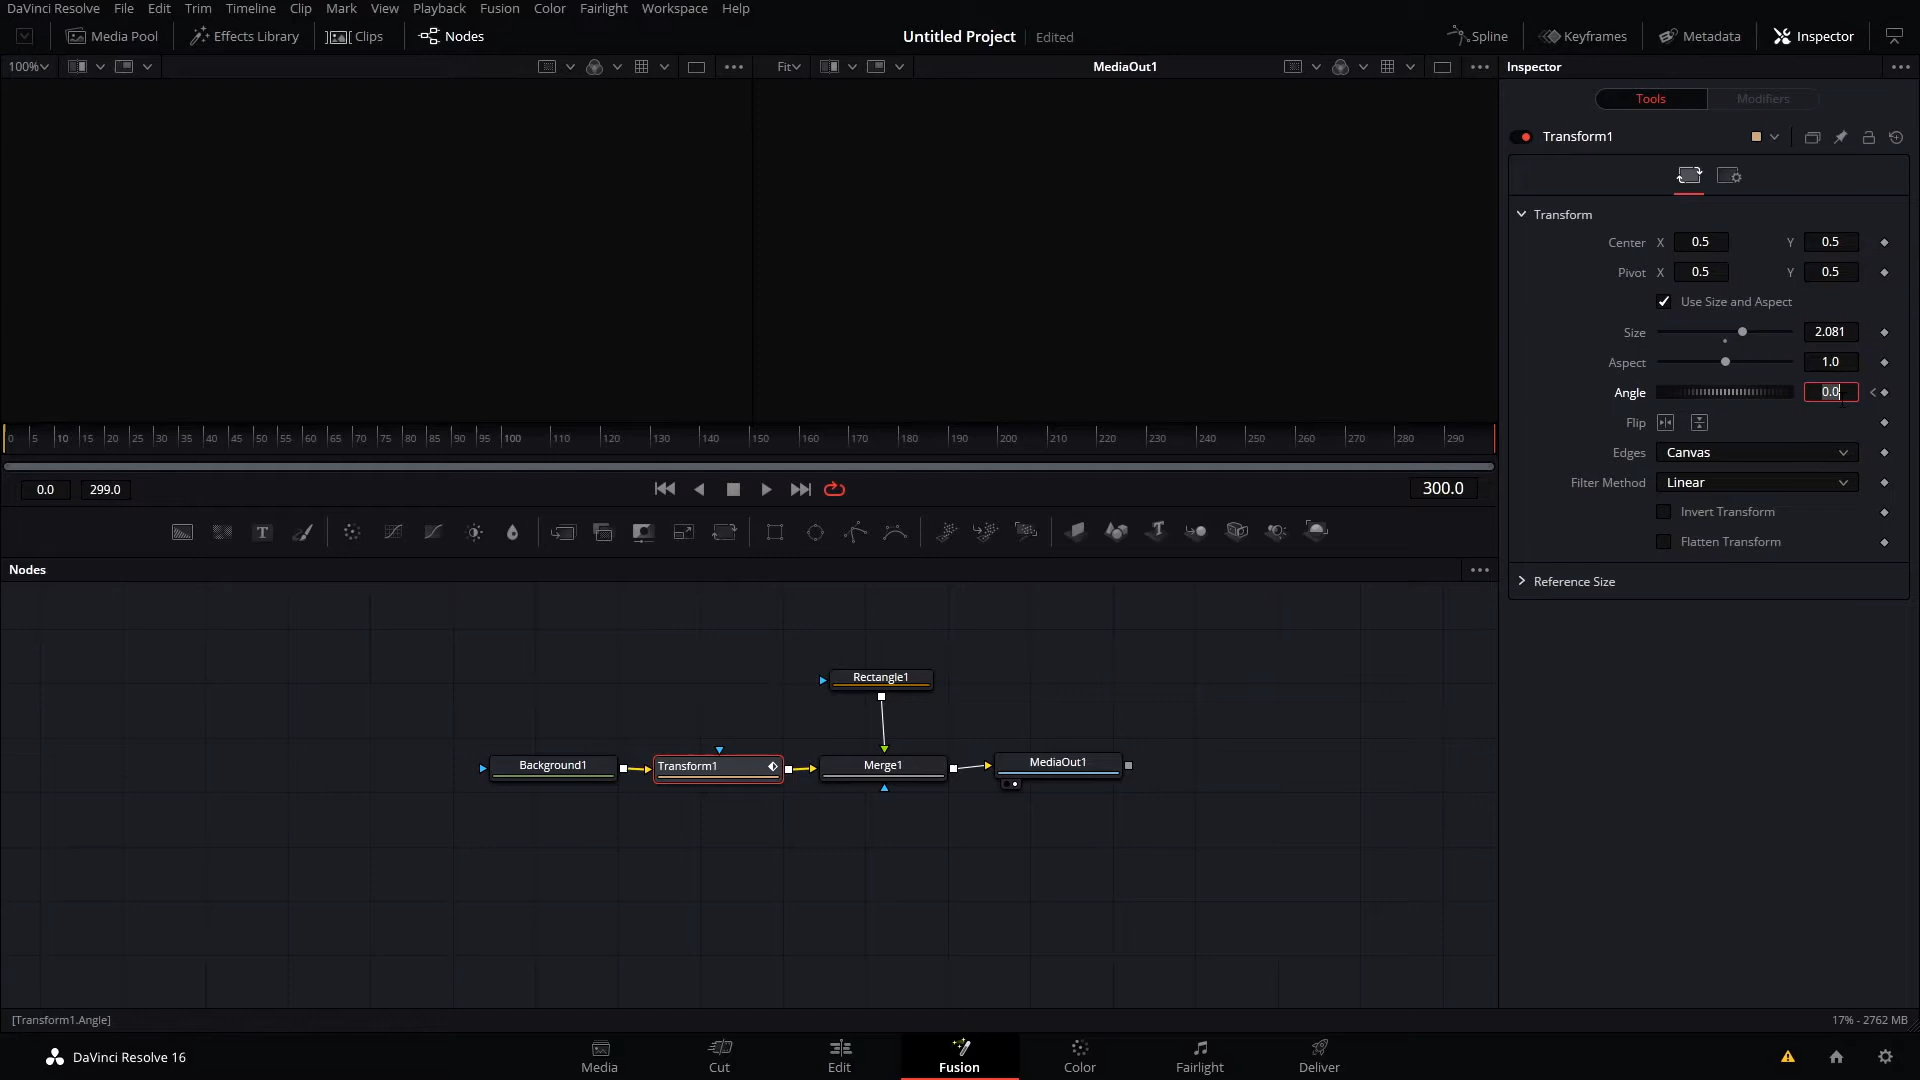 DaVinci Resolve File Edit Trim Timeline Clip Mark View Playback Fusion Color Fairlight Workspace Help
Media Pool Effects Library Clips Nodes Untitled Project Edited Spline Keyframes Metadata Inspector
100% Fit MediaOut1 Inspector
Tools Modifiers
Transform1
Transform
Center X 0.5 Y 0.5
Pivot X 0.5 Y 0.5
Use Size and Aspect
Size 2.081
Aspect 1.0
Angle 0.0
Flip
Edges Canvas
Filter Method Linear
Invert Transform
Flatten Transform
Reference Size
0 5 10 15 20 25 30 35 40 45 50 55 60 65 70 75 80 85 90 95 100 110 120 130 140 150 160 170 180 190 200 210 220 230 240 250 260 270 280 290
0.0 299.0 300.0
T
T
Nodes
Rectangle1
Background1 Transform1 Merge1 MediaOut1
[Transform1.Angle] 17% - 2762 MB
DaVinci Resolve 16 Media Cut Edit Fusion Color Fairlight Deliver